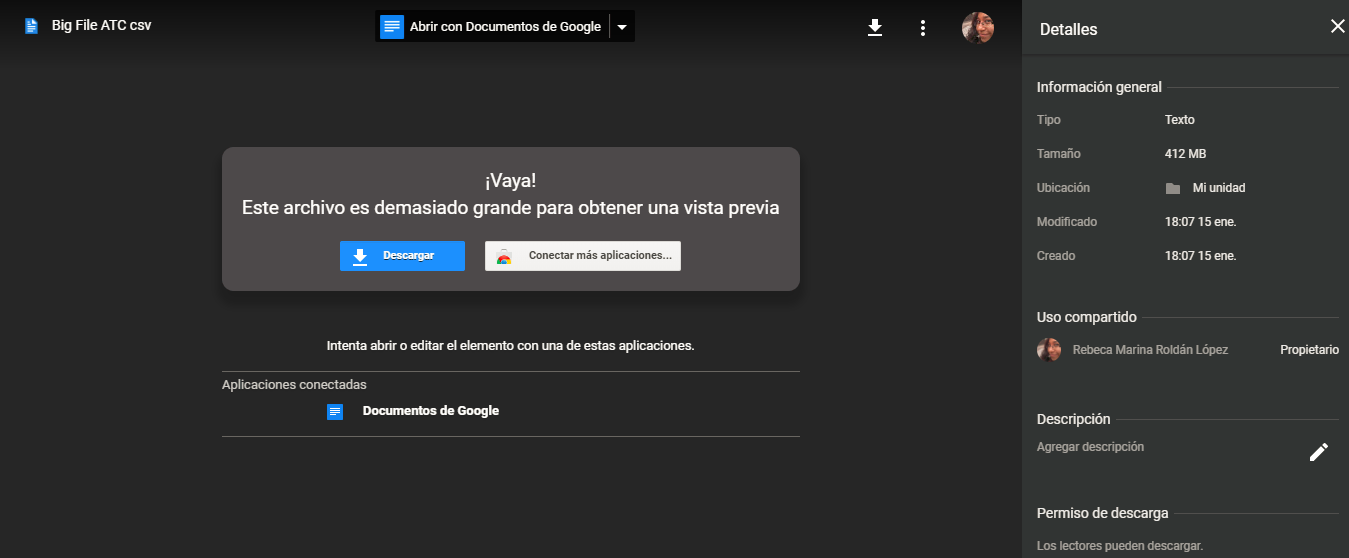 Big File ATC csv
Abrir con Documentos de Google
¡Vaya!
Este archivo es demasiado grande para obtener una vista previa
Descargar
Conectar más aplicaciones...
Intenta abrir o editar el elemento con una de estas aplicaciones.
Aplicaciones conectadas
Documentos de Google
Detalles
Información general
Tipo Texto
Tamaño 412 MB
Ubicación Mi unidad
Modificado 18:07 15 ene.
Creado 18:07 15 ene.
Uso compartido
Rebeca Marina Roldán López Propietario
Descripción
Agregar descripción
Permiso de descarga
Los lectores pueden descargar.